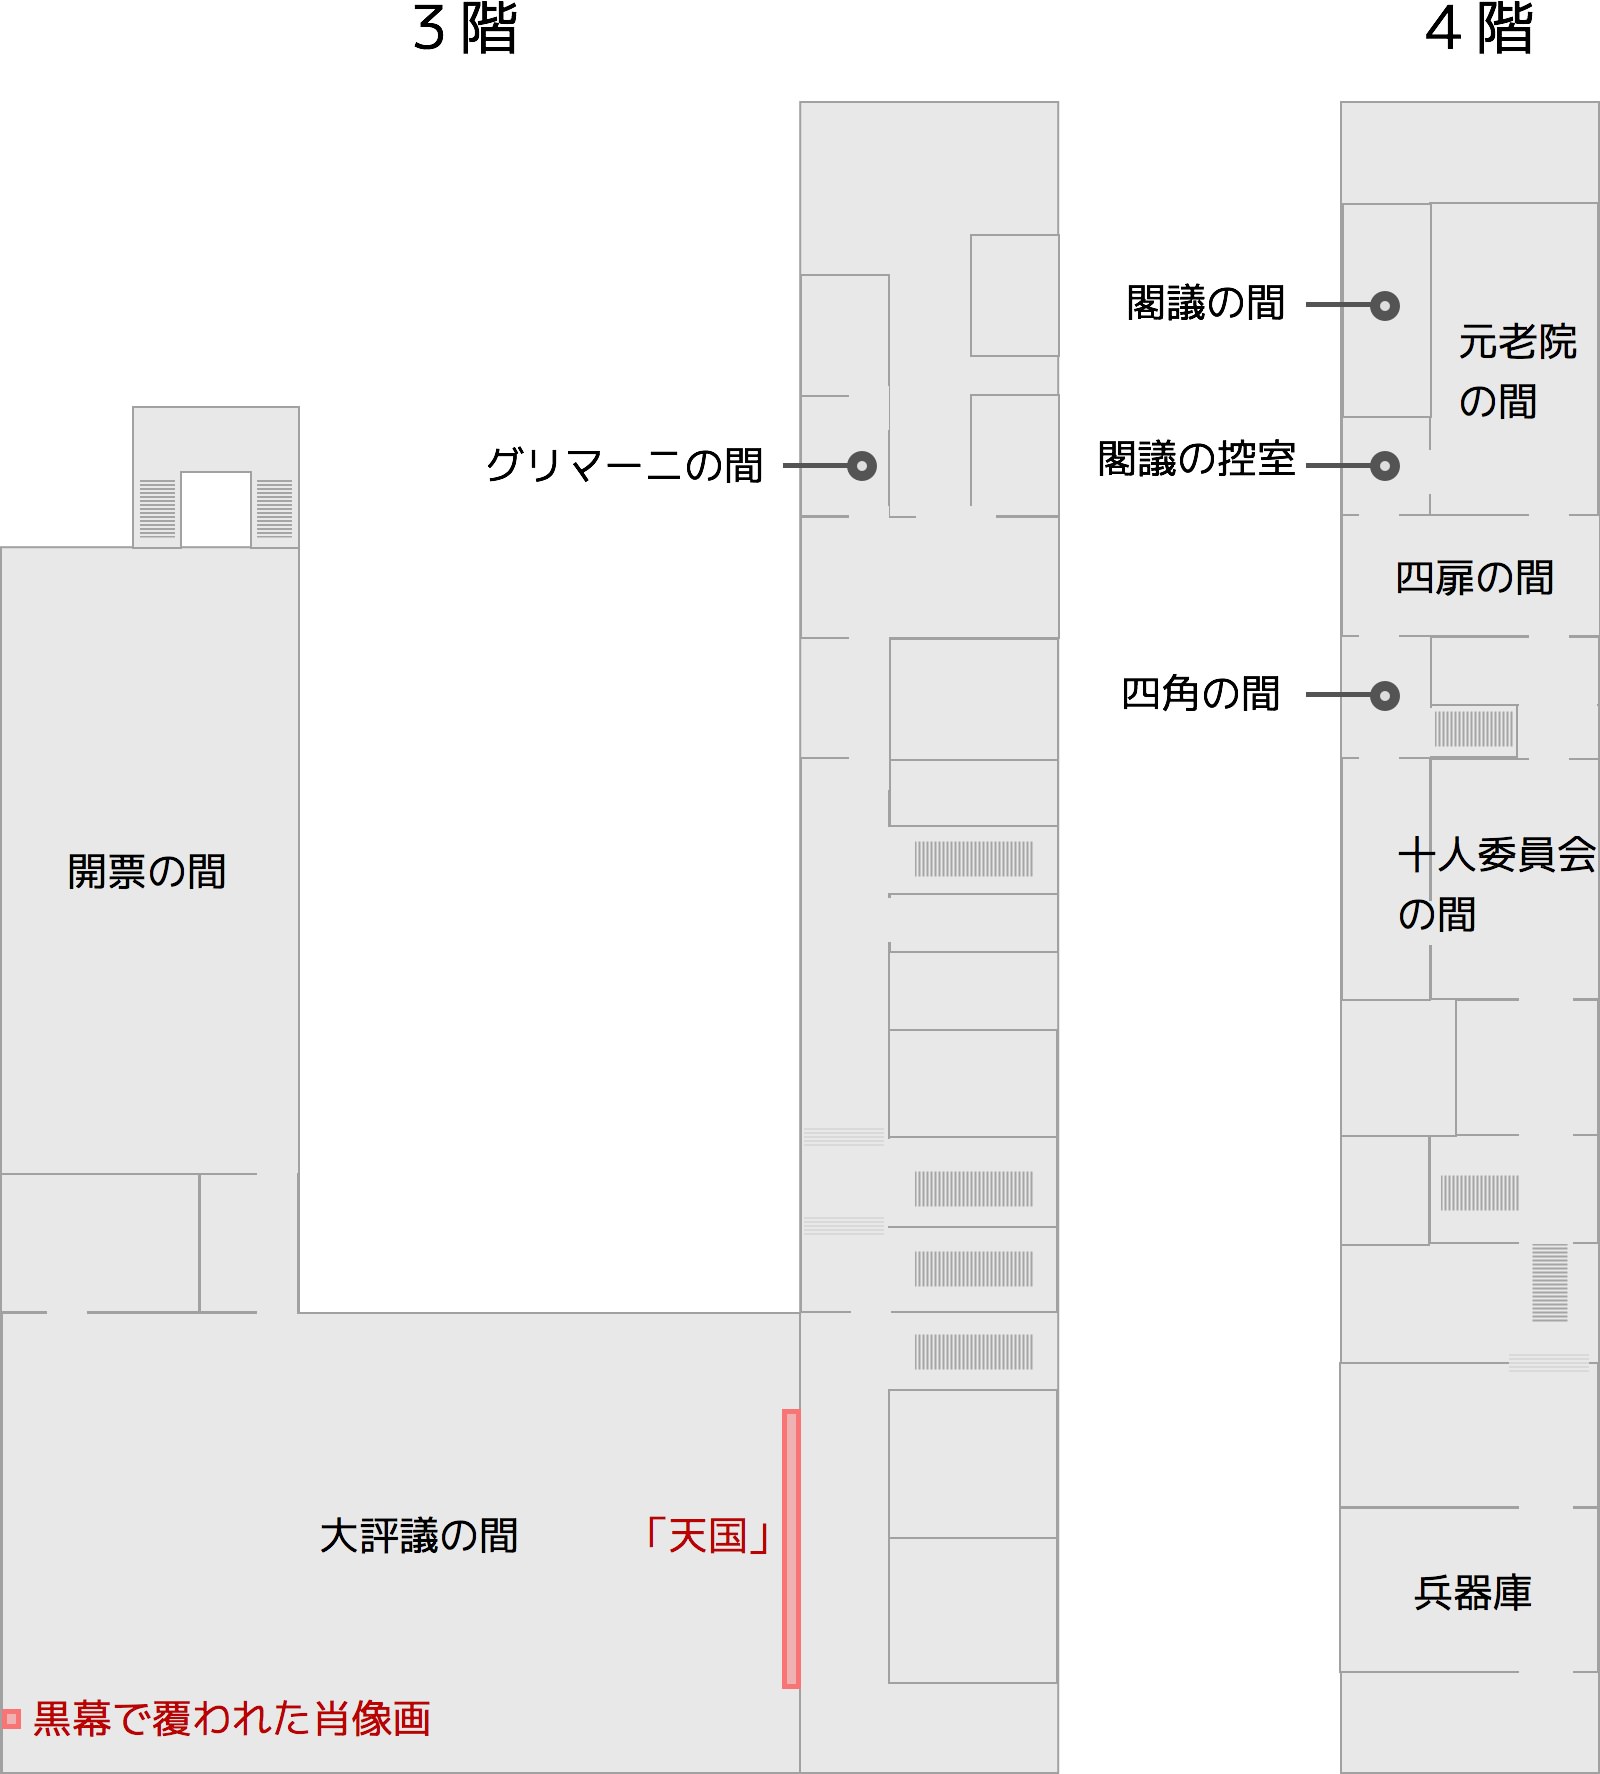 ３階
４階
閣議の間
元老院
の間
グリマーニの間
閣議の控室
四扉の間
四角の間
開票の間
十人委員会
の間
大評議の間
「天国」
兵器庫
黒幕で覆われた肖像画